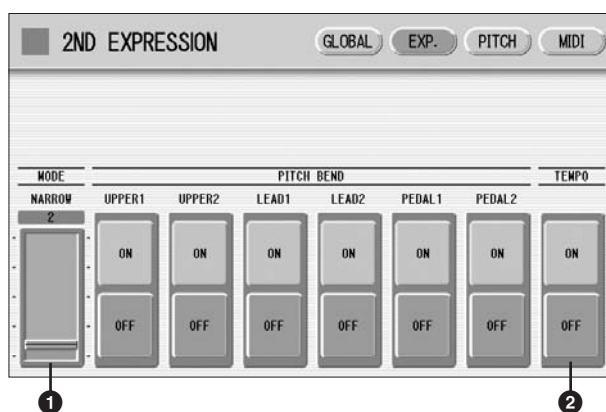 2ND EXPRESSION GLOBAL EXP. PITCH MIDI
MODE PITCH BEND TEMPO
NARROW UPPER1 UPPER2 LEAD1 LEAD2 PEDAL1 PEDAL2
2
ON ON ON ON ON ON ON
OFF OFF OFF OFF OFF OFF OFF
1 2